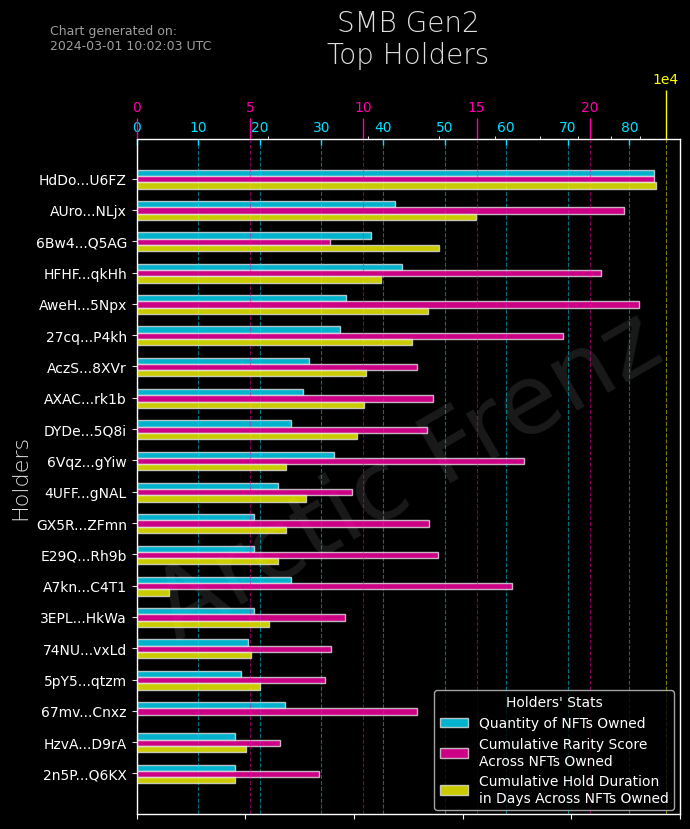 SMB Gen2
Top Holders
Chart generated on:
2024-03-01 10:02:03 UTC
1e4
0 5 10 15 20
0 10 20 30 40 50 60 70 80
Holders
HdDo...U6FZ
AUro...NLjx
6Bw4...Q5AG
HFHF...qkHh
AweH...5Npx
27cq...P4kh
AczS...8XVr
AXAC...rk1b
DYDe...5Q8i
6Vqz...gYiw
4UFF...gNAL
GX5R...ZFmn
E29Q...Rh9b
A7kn...C4T1
3EPL...HkWa
74NU...vxLd
5pY5...qtzm
67mv...Cnxz
HzvA...D9rA
2n5P...Q6KX
Arctic Frenz
Holders' Stats
Quantity of NFTs Owned
Cumulative Rarity Score
Across NFTs Owned
Cumulative Hold Duration
in Days Across NFTs Owned